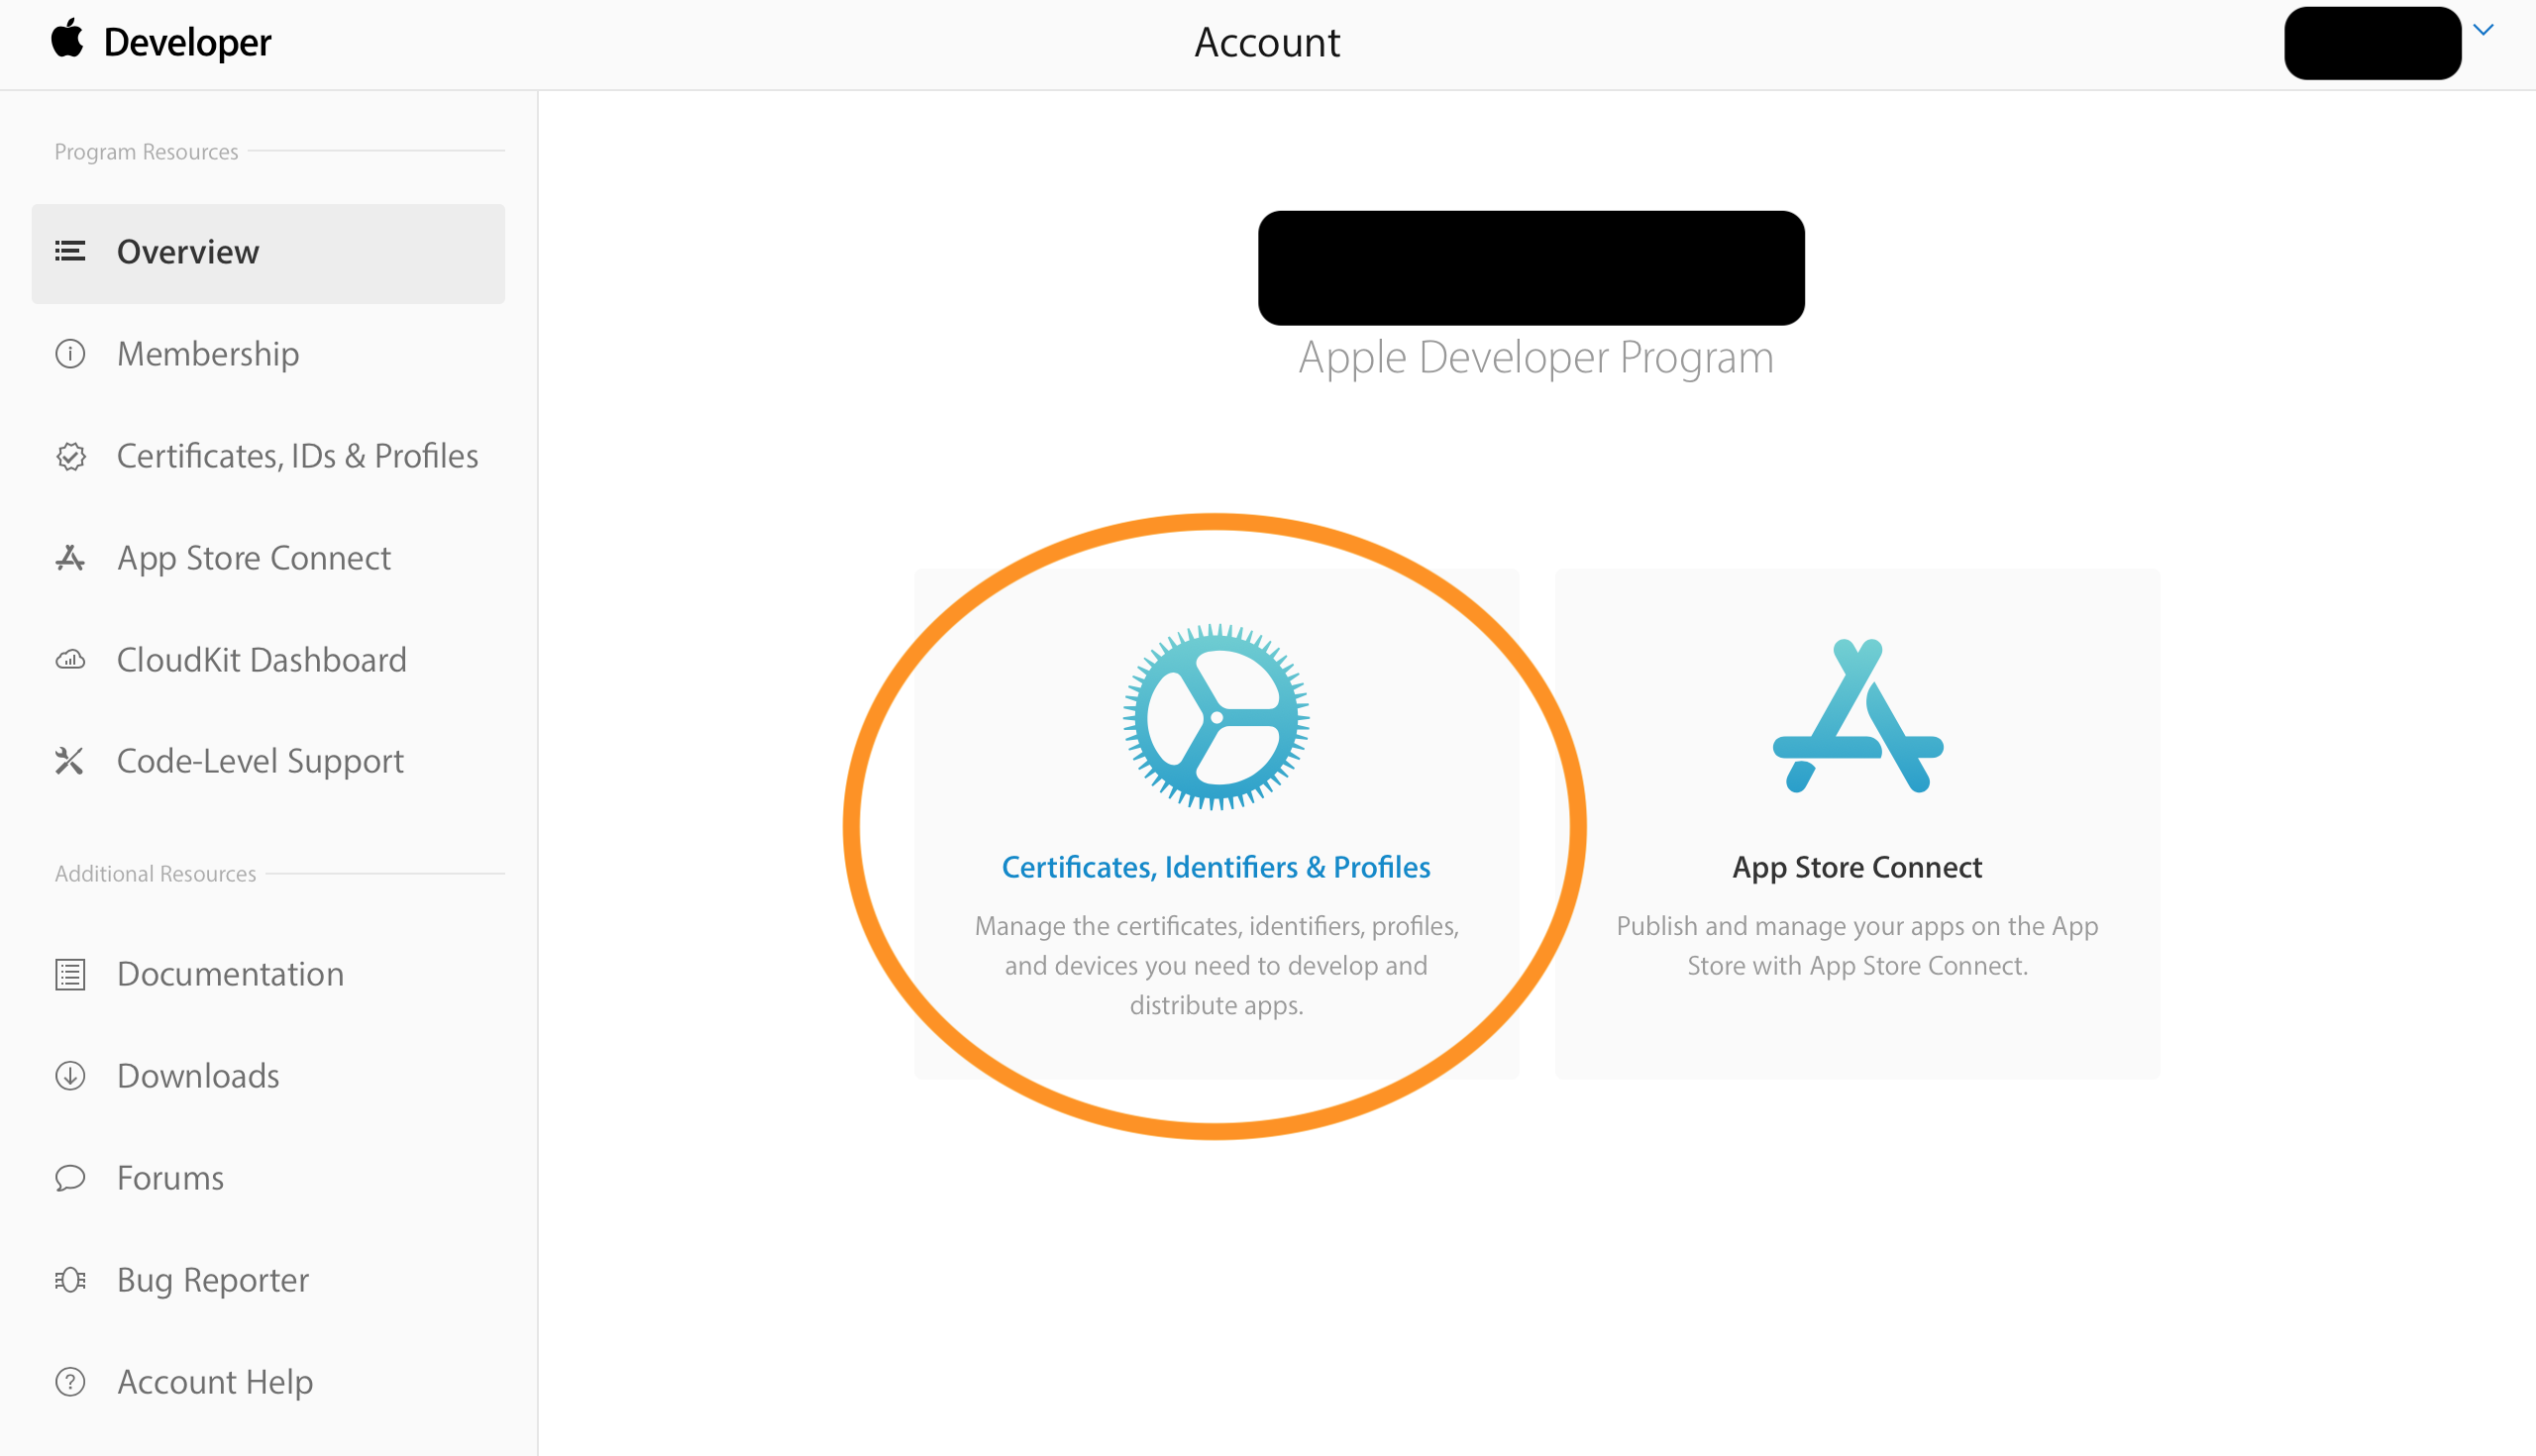 Developer
Account
Program Resources
Overview
Membership
Certificates, IDs & Profiles
App Store Connect
CloudKit Dashboard
Code-Level Support
Additional Resources
Documentation
Downloads
Forums
Bug Reporter
Account Help
Apple Developer Program
Certificates, Identifiers & Profiles
Manage the certificates, identifiers, profiles,
and devices you need to develop and
distribute apps.
App Store Connect
Publish and manage your apps on the App
Store with App Store Connect.